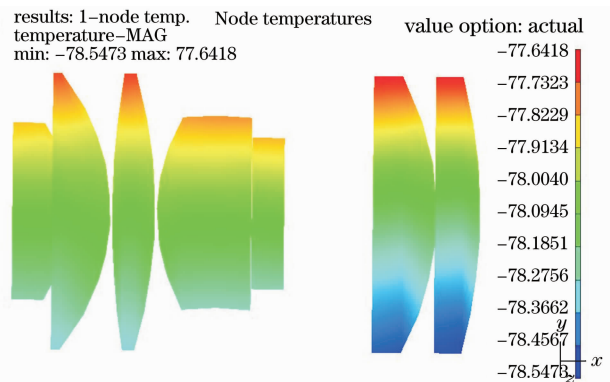 results: 1-node temp.
temperature-MAG
min: -78.5473 max: 77.6418
Node temperatures
value option: actual
-77.6418
-77.7323
-77.8229
-77.9134
-78.0040
-78.0945
-78.1851
-78.2756
-78.3662
-78.4567
-78.5473
y
x
z